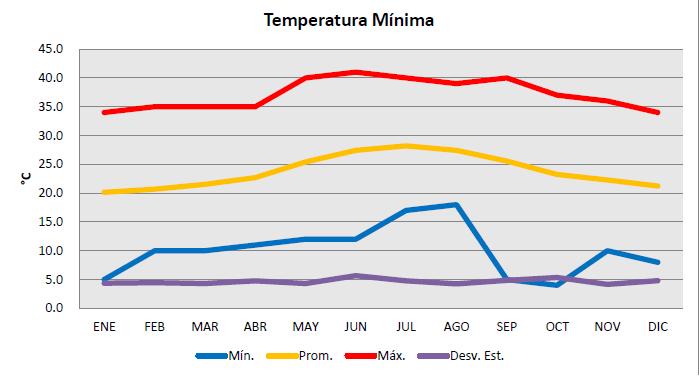 Temperatura Mínima
45.0
40.0
35.0
30.0
25.0
20.0
15.0
10.0
5.0
0.0
°C
ENE FEB MAR ABR MAY JUN JUL AGO SEP OCT NOV DIC
Mín. Prom. Máx. Desv. Est.